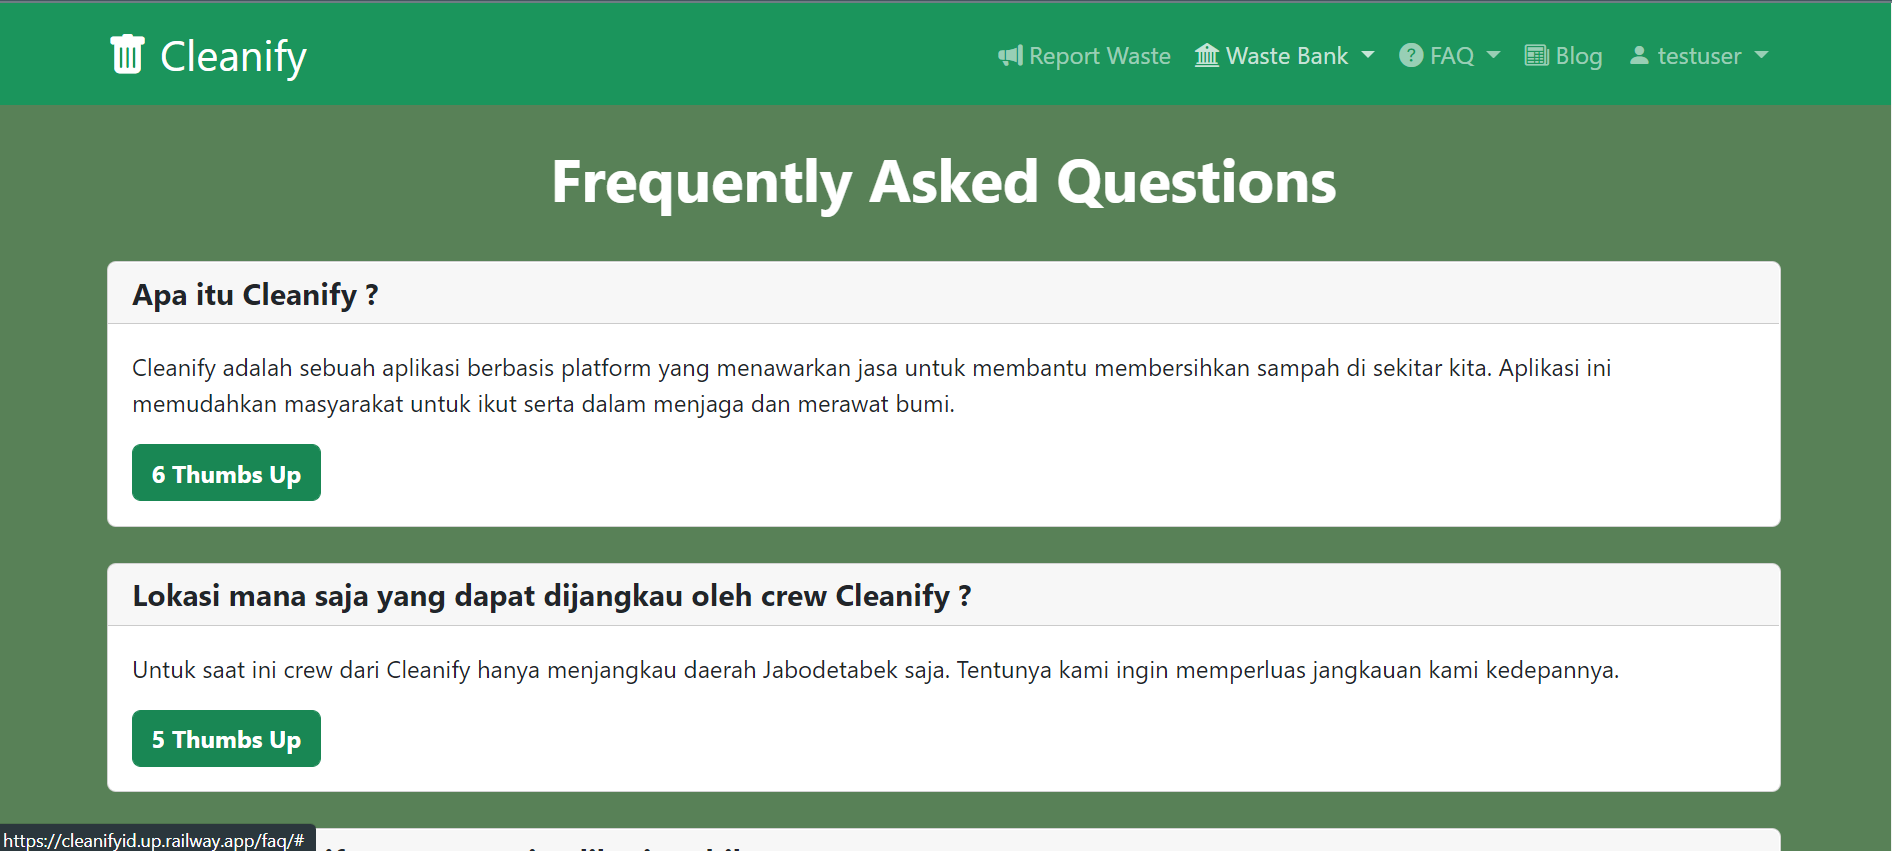 Cleanify
Report Waste
Waste Bank
FAQ
Blog
testuser
Frequently Asked Questions
Apa itu Cleanify ?
Cleanify adalah sebuah aplikasi berbasis platform yang menawarkan jasa untuk membantu membersihkan sampah di sekitar kita. Aplikasi ini
memudahkan masyarakat untuk ikut serta dalam menjaga dan merawat bumi.
6 Thumbs Up
Lokasi mana saja yang dapat dijangkau oleh crew Cleanify ?
Untuk saat ini crew dari Cleanify hanya menjangkau daerah Jabodetabek saja. Tentunya kami ingin memperluas jangkauan kami kedepannya.
5 Thumbs Up
https://cleanifyid.up.railway.app/faq/#